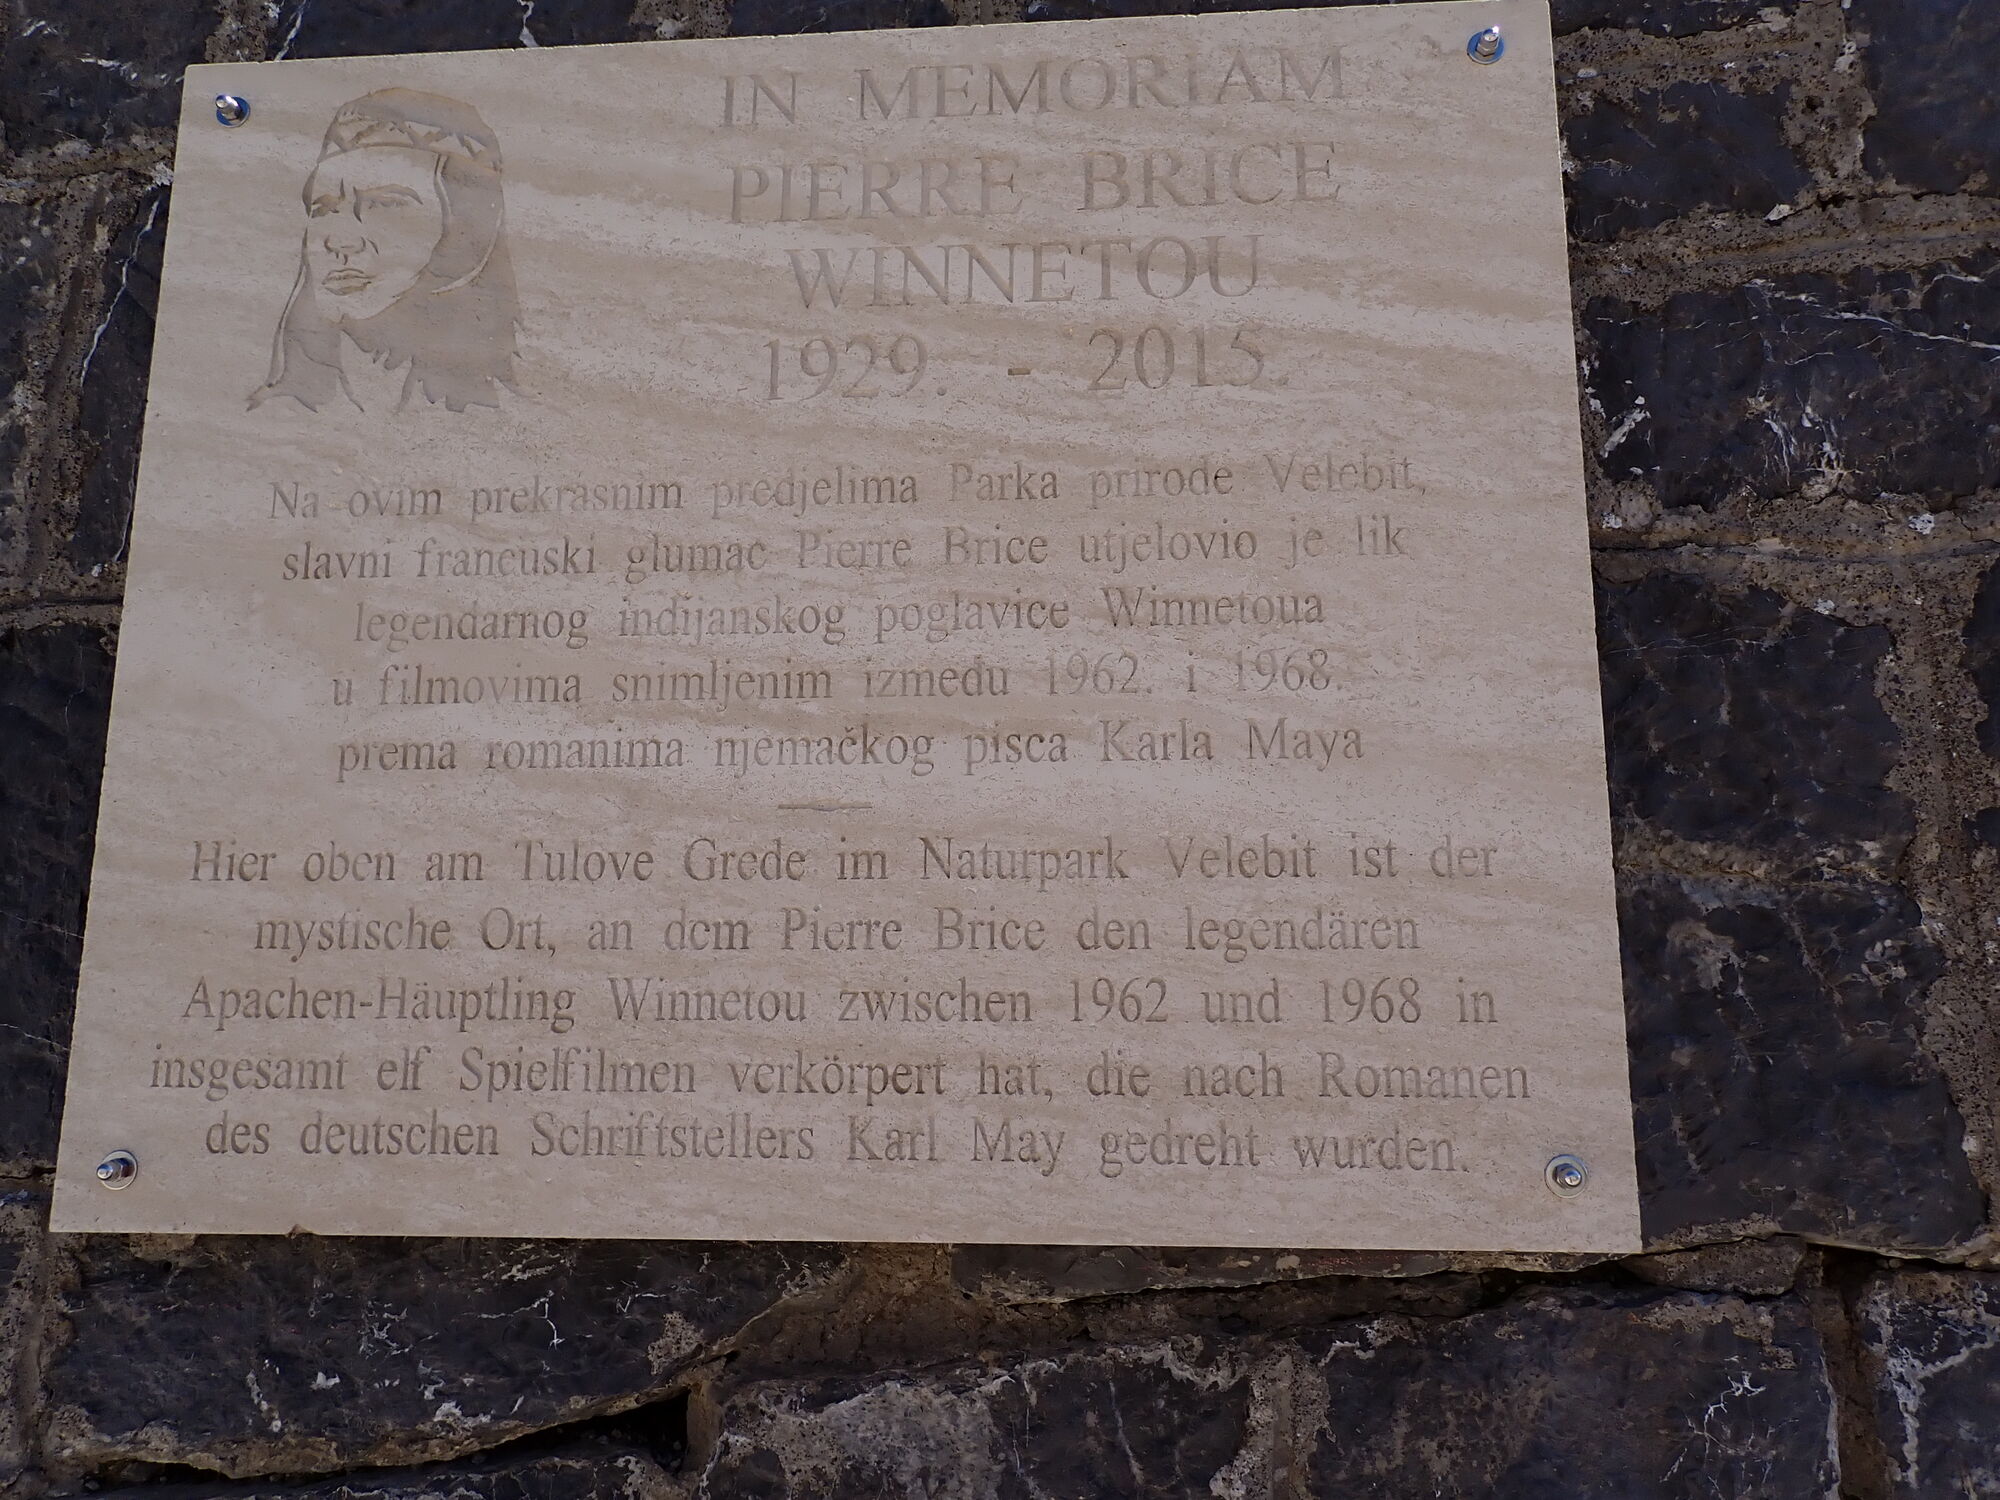 IN MEMORIAM
PIERRE BRICE
WINNETOU
1929. - 2015.
Na ovim prekrasnim predjelima Parka prirode Velebit,
slavni francuski glumac Pierre Brice utjelovio je lik
legendarnog indijanskog poglavice Winnetoua
u filmovima snimljenim između 1962. i 1968.
prema romanima njemačkog pisca Karla Maya
Hier oben am Tulove Grede im Naturpark Velebit ist der
mystische Ort, an dem Pierre Brice den legendären
Apachen-Häuptling Winnetou zwischen 1962 und 1968 in
insgesamt elf Spielfilmen verkörpert hat, die nach Romanen
des deutschen Schriftstellers Karl May gedreht wurden.